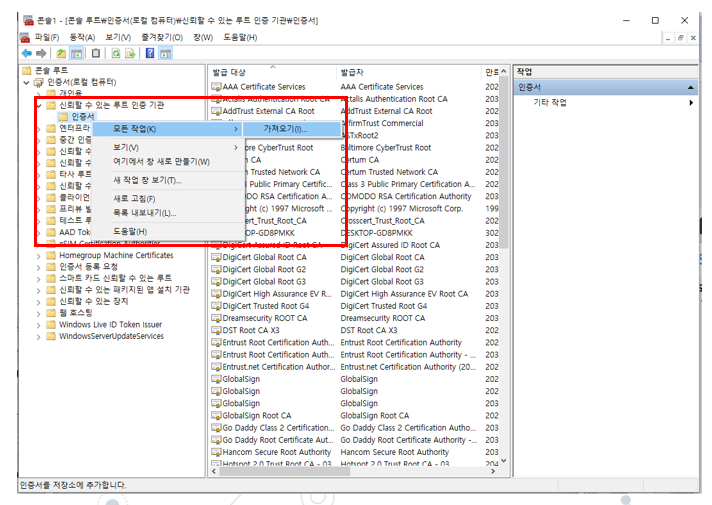 콘솔1 - [콘솔 루트₩인증서(로컬 컴퓨터)₩신뢰할 수 있는 루트 인증 기관₩인증서]
파일(F) 동작(A) 보기(V) 즐겨찾기(O) 창(W) 도움말(H)
콘솔 루트
인증서(로컬 컴퓨터)
개인용
신뢰할 수 있는 루트 인증 기관
인증서
엔터프라
중간 인증
신뢰할 수
신뢰할 수
타사 루트
신뢰할 수
클라이언
프리뷰 빌
테스트 루
AAD Tok
eSIM Certification Authorities
Homegroup Machine Certificates
인증서 등록 요청
스마트 카드 신뢰할 수 있는 루트
신뢰할 수 있는 패키지된 앱 설치 기관
신뢰할 수 있는 장치
웹 호스팅
Windows Live ID Token Issuer
WindowsServerUpdateServices
모든 작업(K)
보기(V)
여기에서 창 새로 만들기(W)
새 작업창 보기(T)...
새로 고침(F)
목록 내보내기(L)...
도움말(H)
가져오기(I)...
발급 대상 발급자 만료
AAA Certificate Services AAA Certificate Services 202
Actalis Authentication Root CA Actalis Authentication Root CA 203
AddTrust External CA Root AddTrust External CA Root 202
AffirmTrust Commercial 203
ASTxRoot2 203
more CyberTrust Root Baltimore CyberTrust Root 202
n CA Certum CA 202
n Trusted Network CA Certum Trusted Network CA 202
3 Public Primary Certific... Class 3 Public Primary Certification A... 202
DO RSA Certification A... COMODO RSA Certification Authority 203
ight (c) 1997 Microsoft ... Copyright (c) 1997 Microsoft Corp. 199
ert_Trust_Root_CA Crosscert_Trust_Root_CA 202
OP-GD8PMKK DESKTOP-GD8PMKK 202
DigiCert Assured ID Root CA DigiCert Assured ID Root CA 203
DigiCert Global Root CA DigiCert Global Root CA 203
DigiCert Global Root G2 DigiCert Global Root G2 203
DigiCert Global Root G3 DigiCert Global Root G3 203
DigiCert High Assurance EV R... DigiCert High Assurance EV Root CA 203
DigiCert Trusted Root G4 DigiCert Trusted Root G4 203
Dreamsecurity ROOT CA Dreamsecurity ROOT CA 203
DST Root CA X3 DST Root CA X3 202
Entrust Root Certification Auth... Entrust Root Certification Authority 202
Entrust Root Certification Auth... Entrust Root Certification Authority - ... 203
Entrust.net Certification Author... Entrust.net Certification Authority (20... 202
GlobalSign GlobalSign 202
GlobalSign GlobalSign 203
GlobalSign GlobalSign 203
GlobalSign Root CA GlobalSign Root CA 202
Go Daddy Class 2 Certification... Go Daddy Class 2 Certification Autho... 203
Go Daddy Root Certificate Aut... Go Daddy Root Certificate Authority -... 203
Hancom Secure Root Authority Hancom Secure Root Authority 203
Hotspot 2.0 Trust Root CA - 03 Hotspot 2.0 Trust Root CA - 03 204
작업
인증서
기타 작업
인증서를 저장소에 추가합니다.